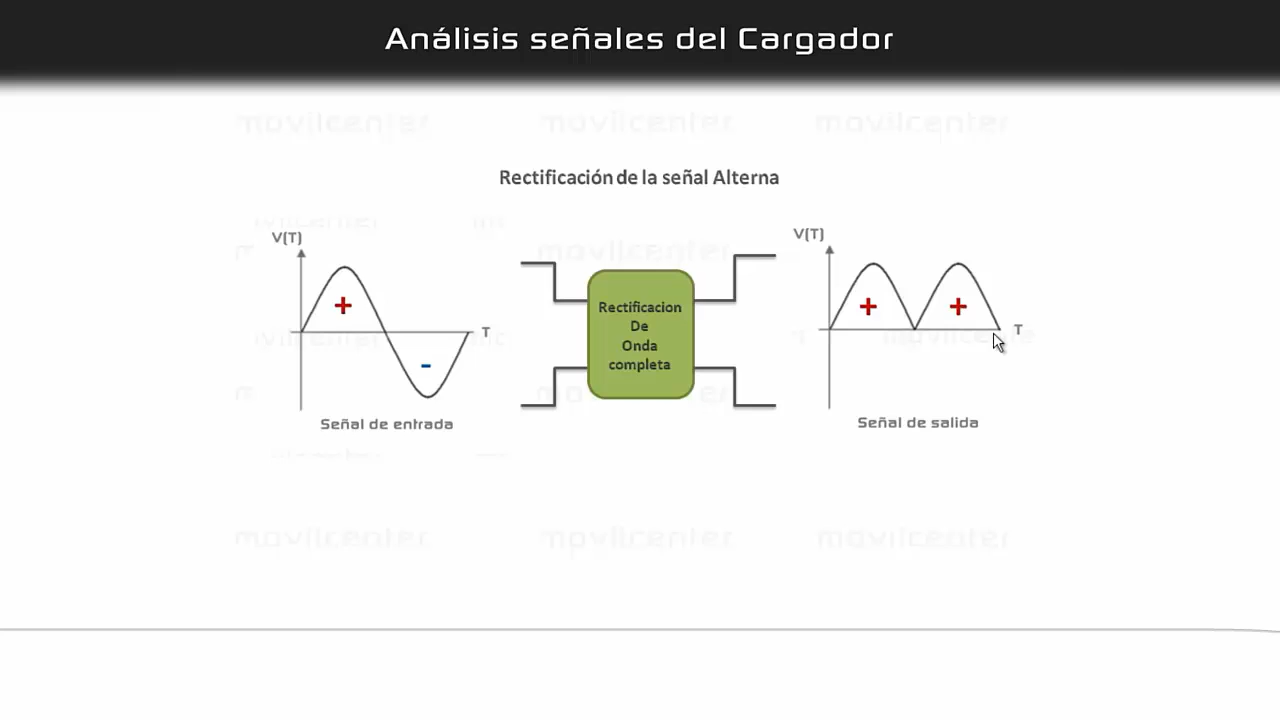 Análisis señales del Cargador
movilcenter movilcenter movilcenter
Rectificación de la señal Alterna
V(T)
+
-
T
Señal de entrada
Rectificacion
De
Onda
completa
V(T)
+ +
T
Señal de salida
movilcenter movilcenter movilcenter